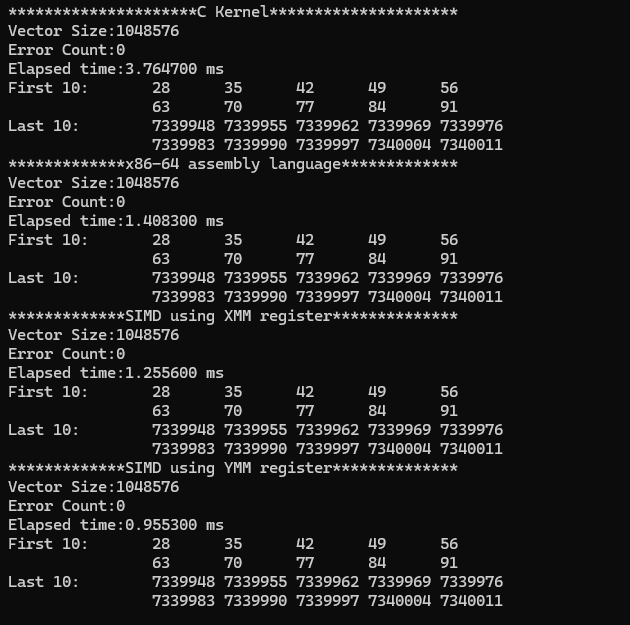 *********************C Kernel*********************
Vector Size:1048576
Error Count:0
Elapsed time:3.764700 ms
First 10:       28      35      42      49      56
                63      70      77      84      91
Last 10:        7339948 7339955 7339962 7339969 7339976
                7339983 7339990 7339997 7340004 7340011
*************x86-64 assembly language*************
Vector Size:1048576
Error Count:0
Elapsed time:1.408300 ms
First 10:       28      35      42      49      56
                63      70      77      84      91
Last 10:        7339948 7339955 7339962 7339969 7339976
                7339983 7339990 7339997 7340004 7340011
*************SIMD using XMM register**************
Vector Size:1048576
Error Count:0
Elapsed time:1.255600 ms
First 10:       28      35      42      49      56
                63      70      77      84      91
Last 10:        7339948 7339955 7339962 7339969 7339976
                7339983 7339990 7339997 7340004 7340011
*************SIMD using YMM register**************
Vector Size:1048576
Error Count:0
Elapsed time:0.955300 ms
First 10:       28      35      42      49      56
                63      70      77      84      91
Last 10:        7339948 7339955 7339962 7339969 7339976
                7339983 7339990 7339997 7340004 7340011